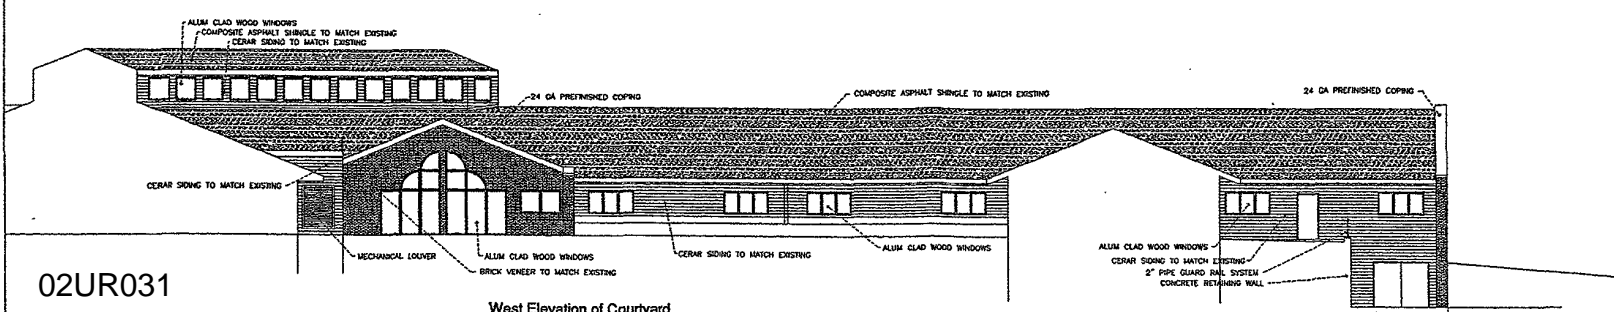 ALUM CLAD WOOD WINDOWS
COMPOSITE ASPHALT SHINGLE TO MATCH EXISTING
CERAR SIDING TO MATCH EXISTING
24 GA PREFINISHED COPING
COMPOSITE ASPHALT SHINGLE TO MATCH EXISTING
24 GA PREFINISHED COPING
CERAR SIDING TO MATCH EXISTING
MECHANICAL LOUVER
ALUM CLAD WOOD WINDOWS
BRICK VENEER TO MATCH EXISTING
CERAR SIDING TO MATCH EXISTING
ALUM CLAD WOOD WINDOWS
ALUM CLAD WOOD WINDOWS
CERAR SIDING TO MATCH EXISTING
2" PIPE GUARD RAIL SYSTEM
CONCRETE RETAINING WALL
02UR031
West Elevation of Courtyard